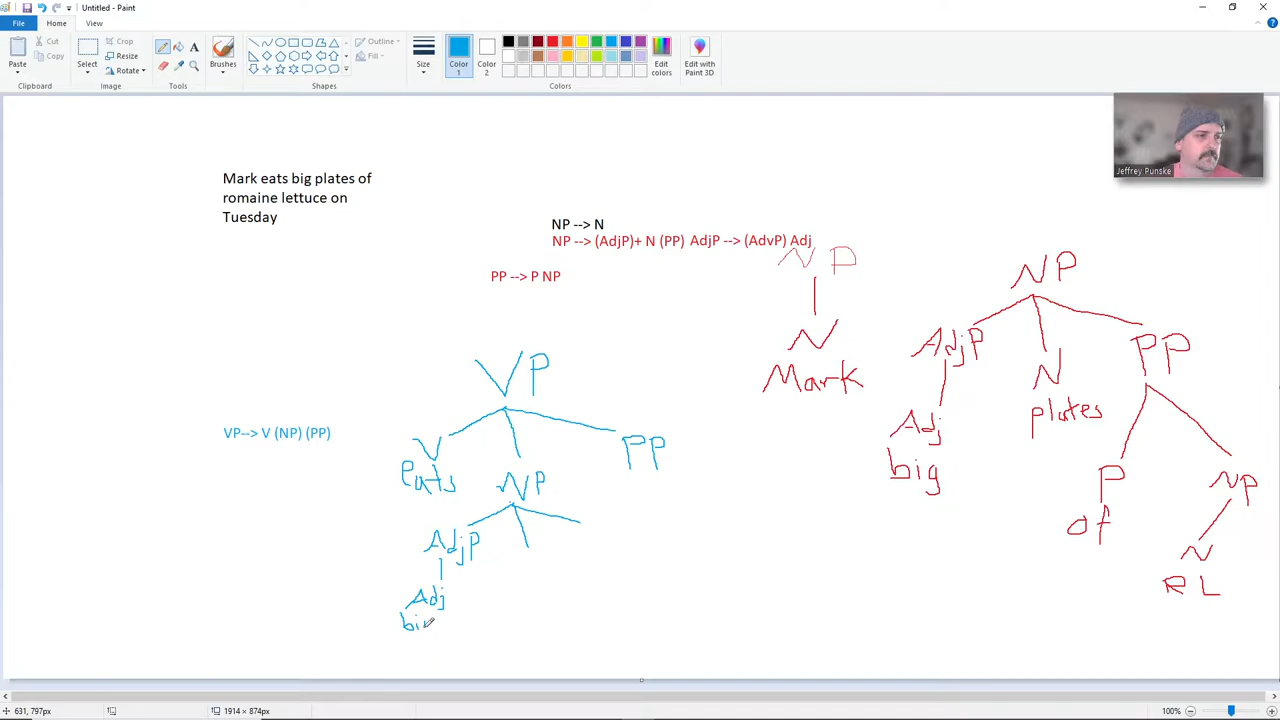 Untitled - Paint
File
Home
View
Paste
Cut
Copy
Clipboard
Select
Crop
Resize
Rotate
Image
A
Tools
Brushes
Outline
Fill
Shapes
Size
Color 1
Color 2
Edit colors
Edit with Paint 3D
Colors
Jeffrey Punske
Mark eats big plates of
romaine lettuce on
Tuesday
NP --> N
NP --> (AdjP)+ N (PP) AdjP --> (AdvP) Adj
PP --> P NP
VP--> V (NP) (PP)
NP
N
Mark
NP
AdjP N PP
Adj plates
big
P NP
of N
R L
VP
V NP PP
eats
AdjP
Adj
bi
631, 797px
1914 × 874px
100%